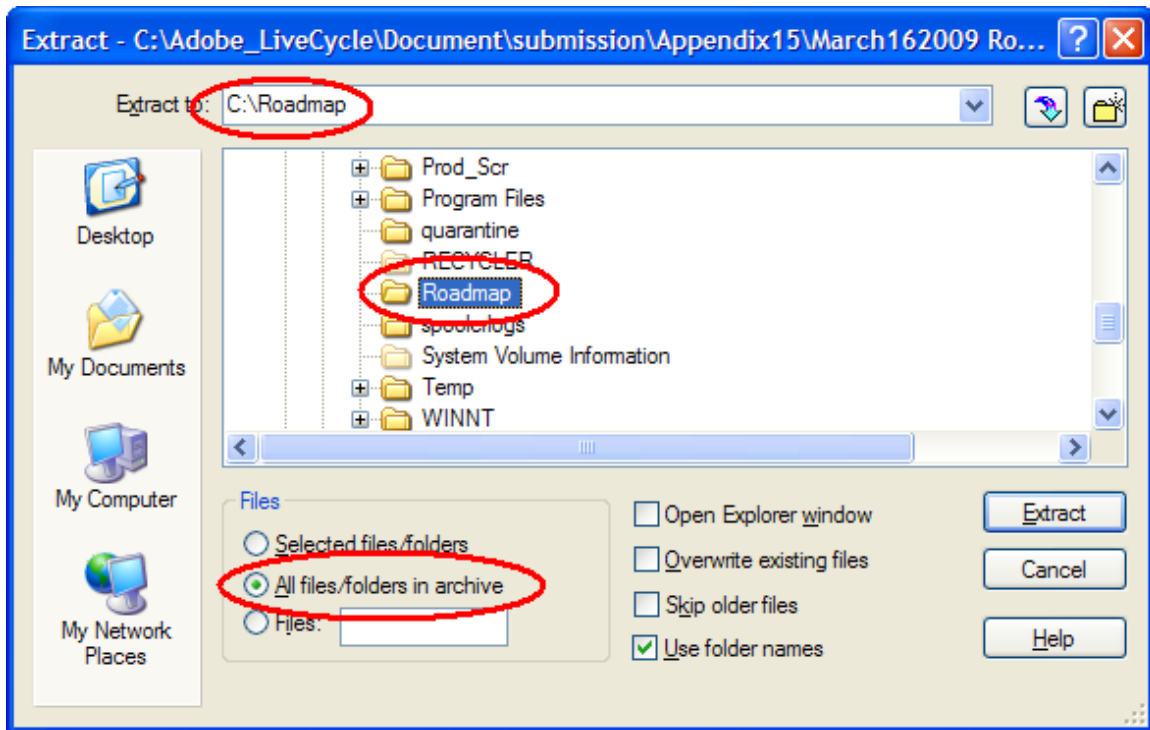 Extract - C:\Adobe_LiveCycle\Document\submission\Appendix15\March162009 Ro...
Extract to: C:\Roadmap
Desktop
My Documents
My Computer
My Network
Places
Prod_Scr
Program Files
quarantine
RECYCLER
Roadmap
spoolerlogs
System Volume Information
Temp
WINNT
Files
Selected files/folders
All files/folders in archive
Files:
Open Explorer window
Overwrite existing files
Skip older files
Use folder names
Extract
Cancel
Help